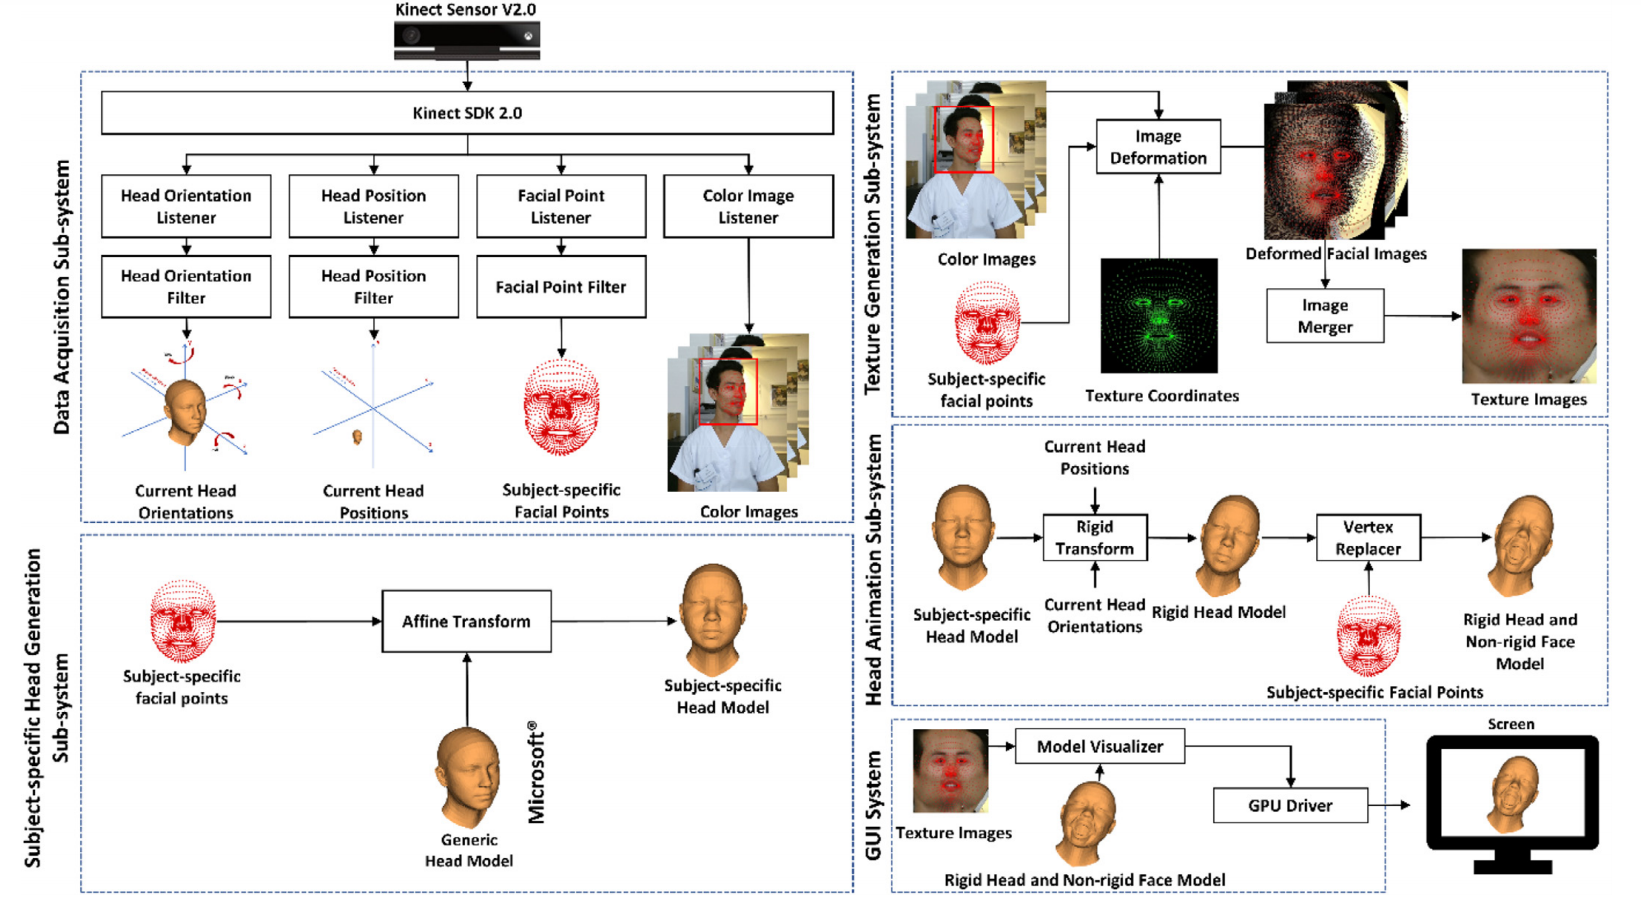 Kinect Sensor V2.0
Data Acquisition Sub-system
Kinect SDK 2.0
Head Orientation
Listener
Head Position
Listener
Facial Point
Listener
Color Image
Listener
Head Orientation
Filter
Head Position
Filter
Facial Point Filter
Current Head
Orientations
Current Head
Positions
Subject-specific
Facial Points
Color Images
Subject-specific Head Generation
Sub-system
Subject-specific
facial points
Affine Transform
Subject-specific
Head Model
Generic
Head Model
Microsoft®
Texture Generation Sub-system
Color Images
Image
Deformation
Deformed Facial Images
Subject-specific
facial points
Texture Coordinates
Image
Merger
Texture Images
Head Animation Sub-system
Current Head
Positions
Rigid
Transform
Vertex
Replacer
Subject-specific
Head Model
Current Head
Orientations
Rigid Head Model
Rigid Head and
Non-rigid Face
Model
Subject-specific Facial Points
GUI System
Model Visualizer
GPU Driver
Texture Images
Rigid Head and Non-rigid Face Model
Screen